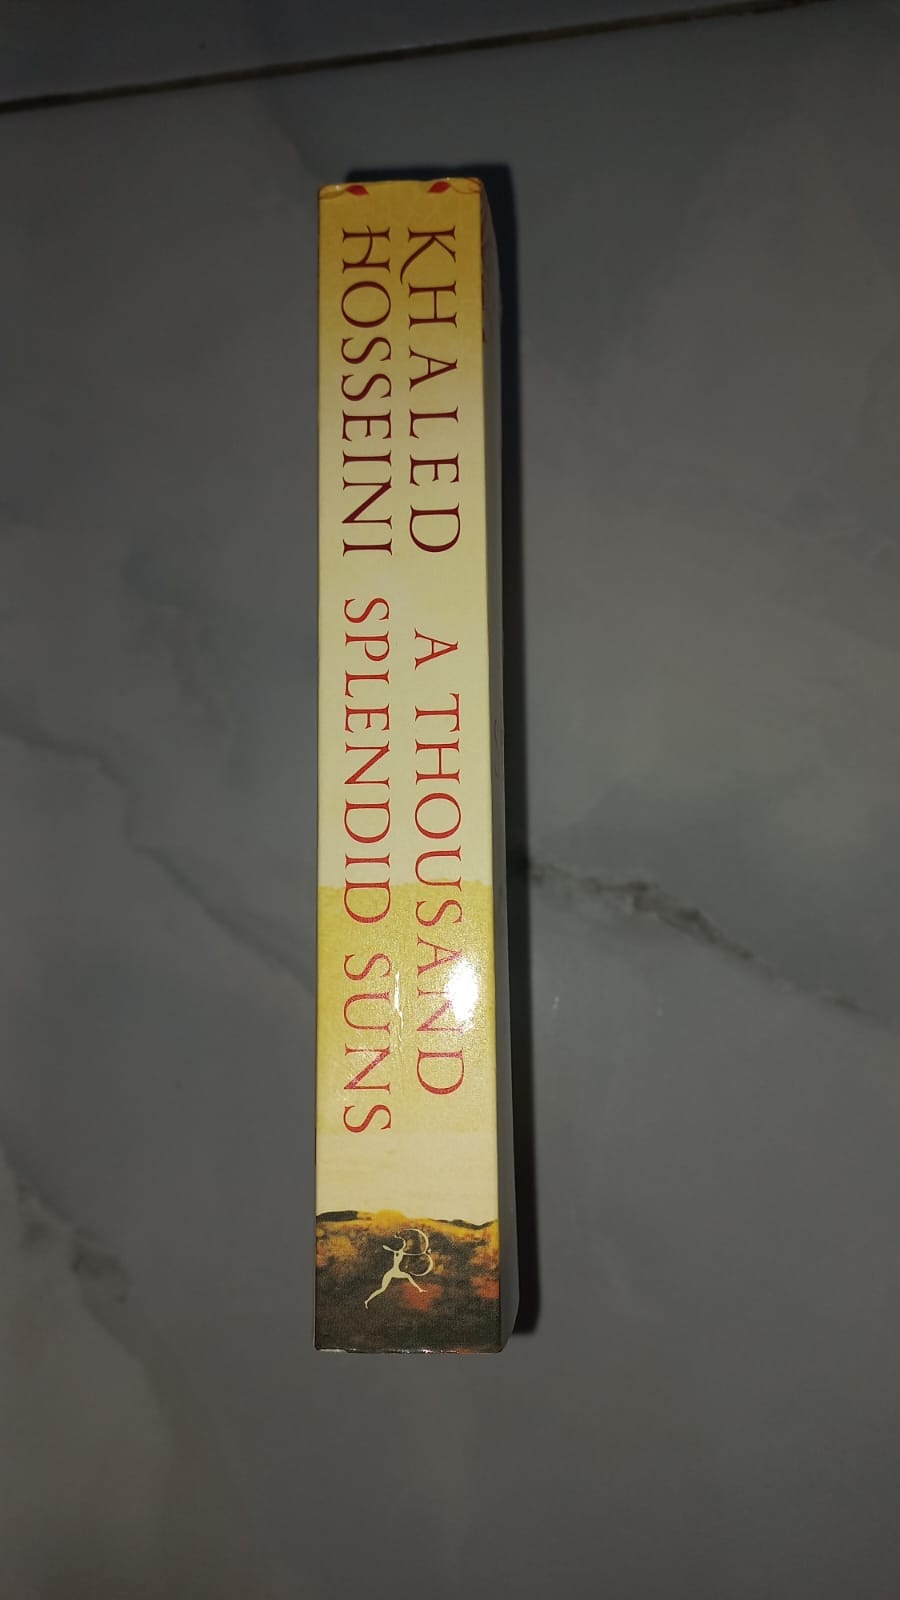 KHALED
HOSSEINI
A THOUSAND
SPLENDID SUNS